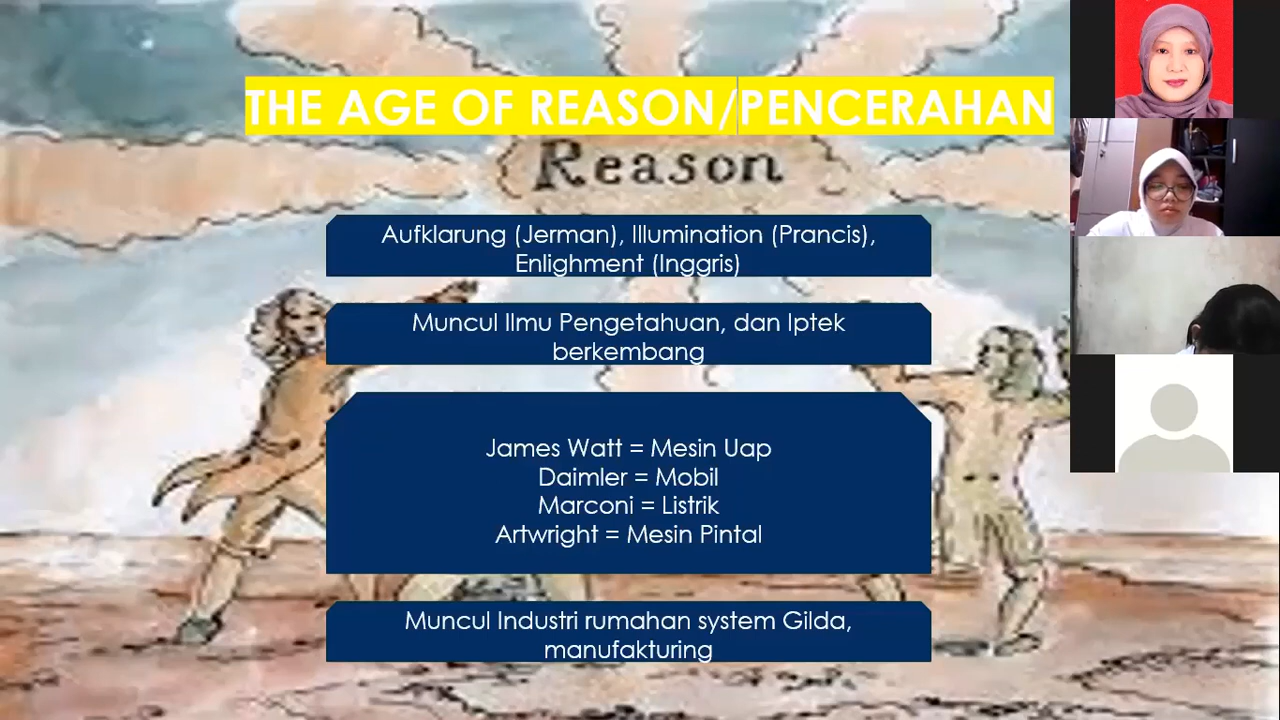 THE AGE OF REASON/PENCERAHAN
Reason
Aufklarung (Jerman), Illumination (Prancis),
Enlighment (Inggris)
Muncul Ilmu Pengetahuan, dan Iptek
berkembang
James Watt = Mesin Uap
Daimler = Mobil
Marconi = Listrik
Artwright = Mesin Pintal
Muncul Industri rumahan system Gilda,
manufakturing